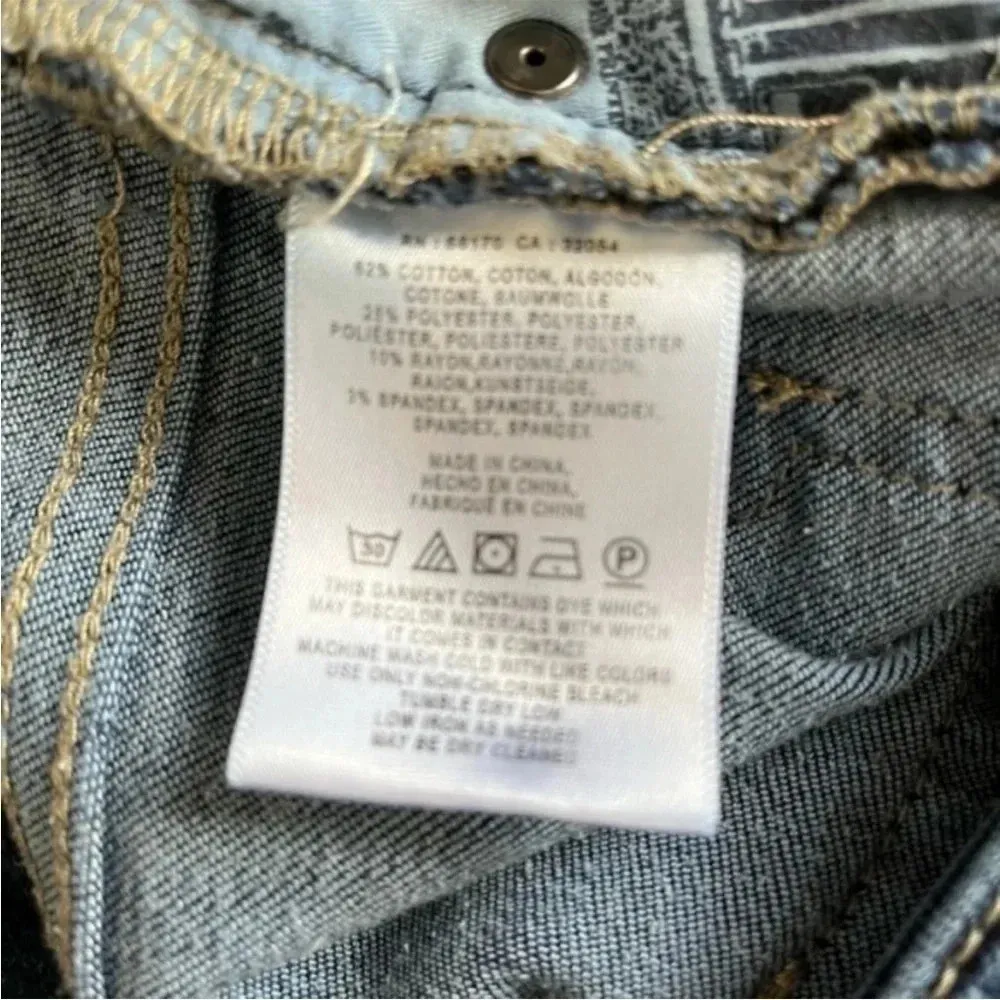 RN : 66170 CA : 32054
62% COTTON, COTON, ALGODÓN,
COTONE, BAUMWOLLE
25% POLYESTER, POLYESTER,
POLIÉSTER, POLIESTERE, POLYESTER
10% RAYON,RAYONNE,RAYON,
RAION,KUNSTSEIDE,
3% SPANDEX, SPANDEX, SPANDEX,
SPANDEX, SPANDEX
MADE IN CHINA,
HECHO EN CHINA,
FABRIQUÉ EN CHINE
30 P
THIS GARMENT CONTAINS DYE WHICH
MAY DISCOLOR MATERIALS WITH WHICH
IT COMES IN CONTACT
MACHINE WASH COLD WITH LIKE COLORS
USE ONLY NON-CHLORINE BLEACH
TUMBLE DRY LOW
LOW IRON AS NEEDED
MAY BE DRY CLEANED